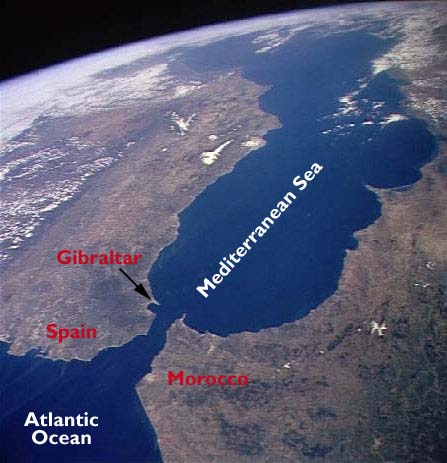 Mediterranean Sea
Gibraltar
Spain
Morocco
Atlantic
Ocean